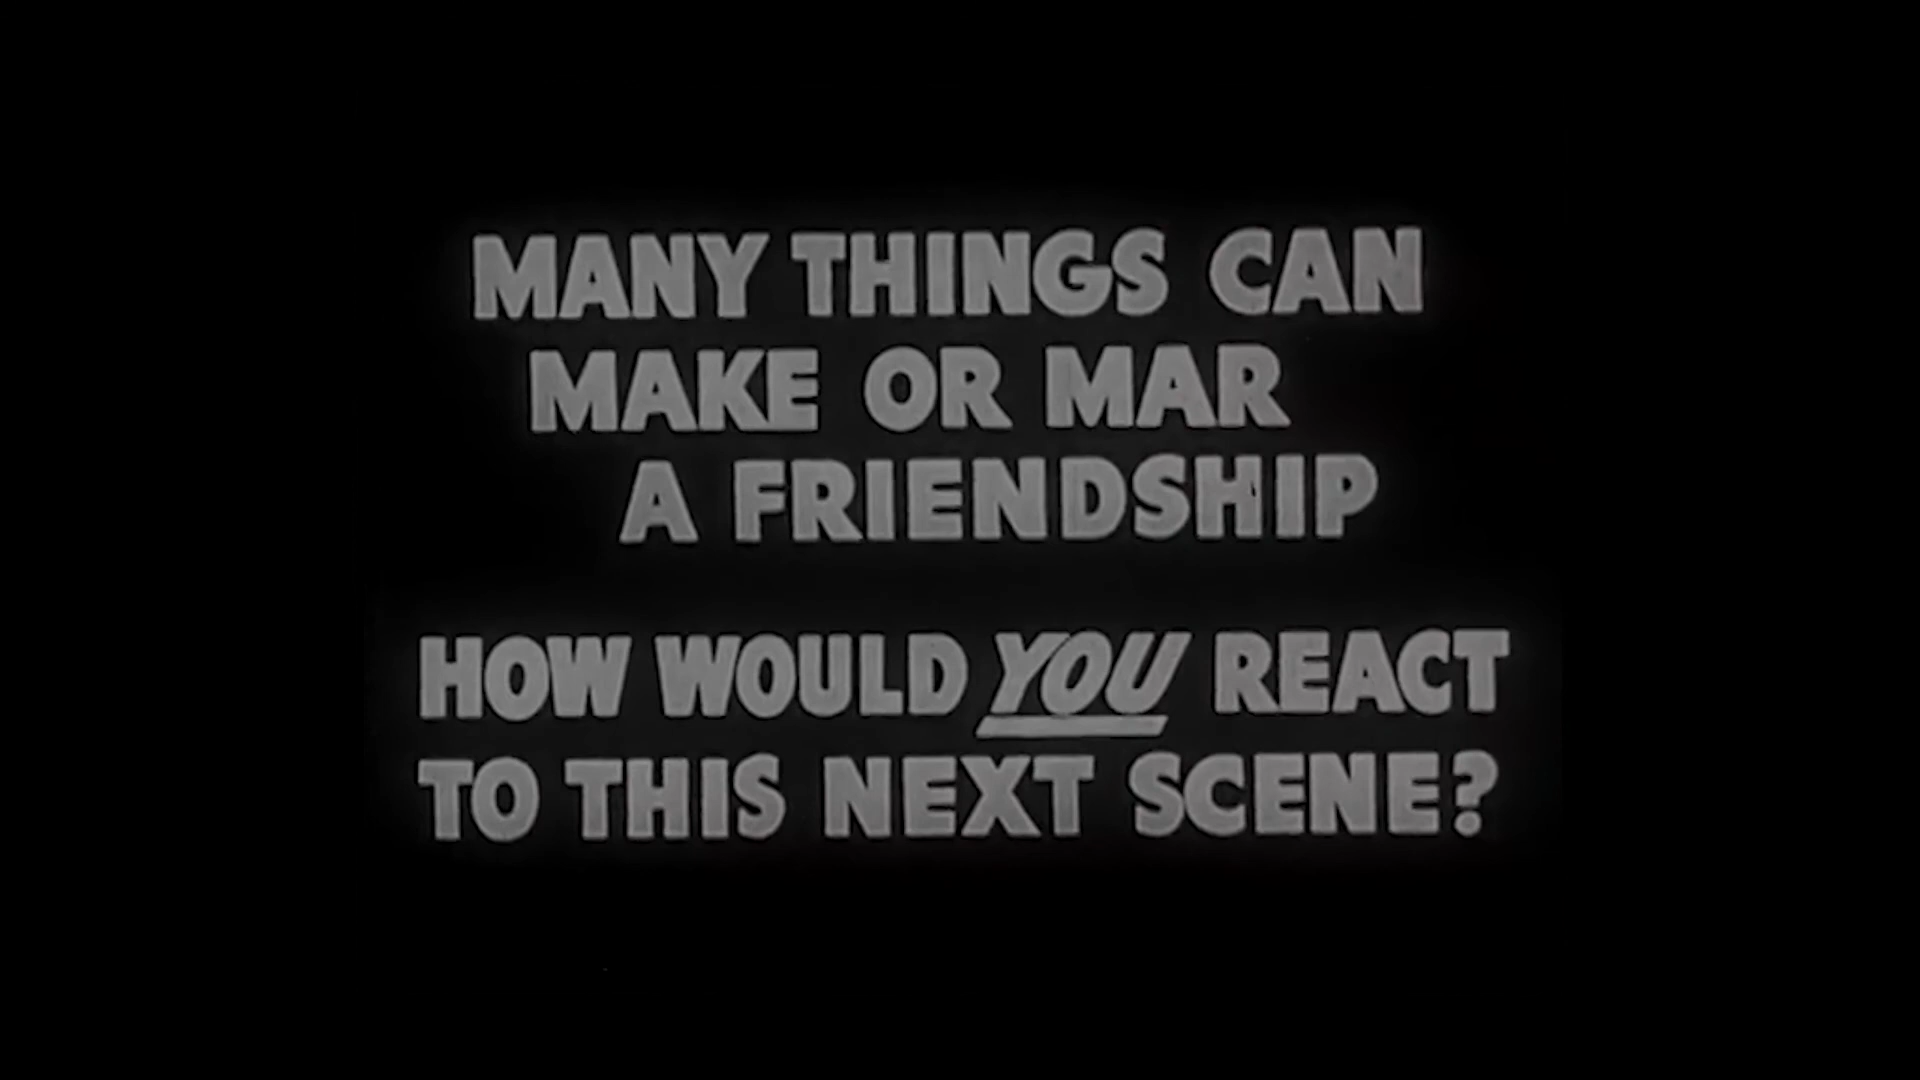 MANY THINGS CAN
MAKE OR MAR
A FRIENDSHIP
HOW WOULD YOU REACT
TO THIS NEXT SCENE?